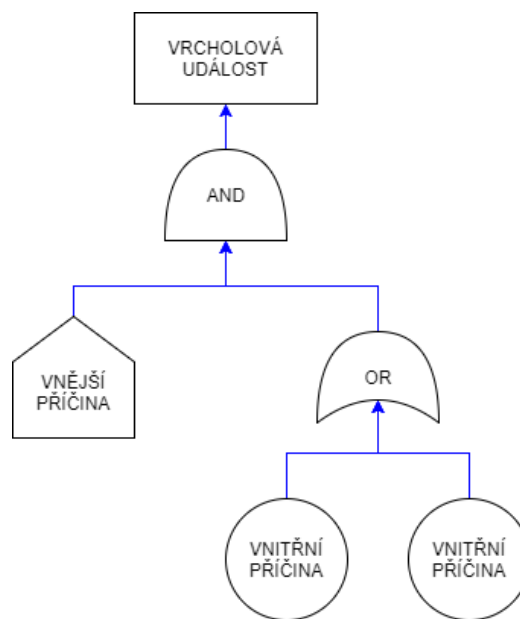 VRCHOLOVÁ
UDÁLOST
AND
VNĚJŠÍ
PŘÍČINA
OR
VNITŘNÍ
PŘÍČINA
VNITŘNÍ
PŘÍČINA